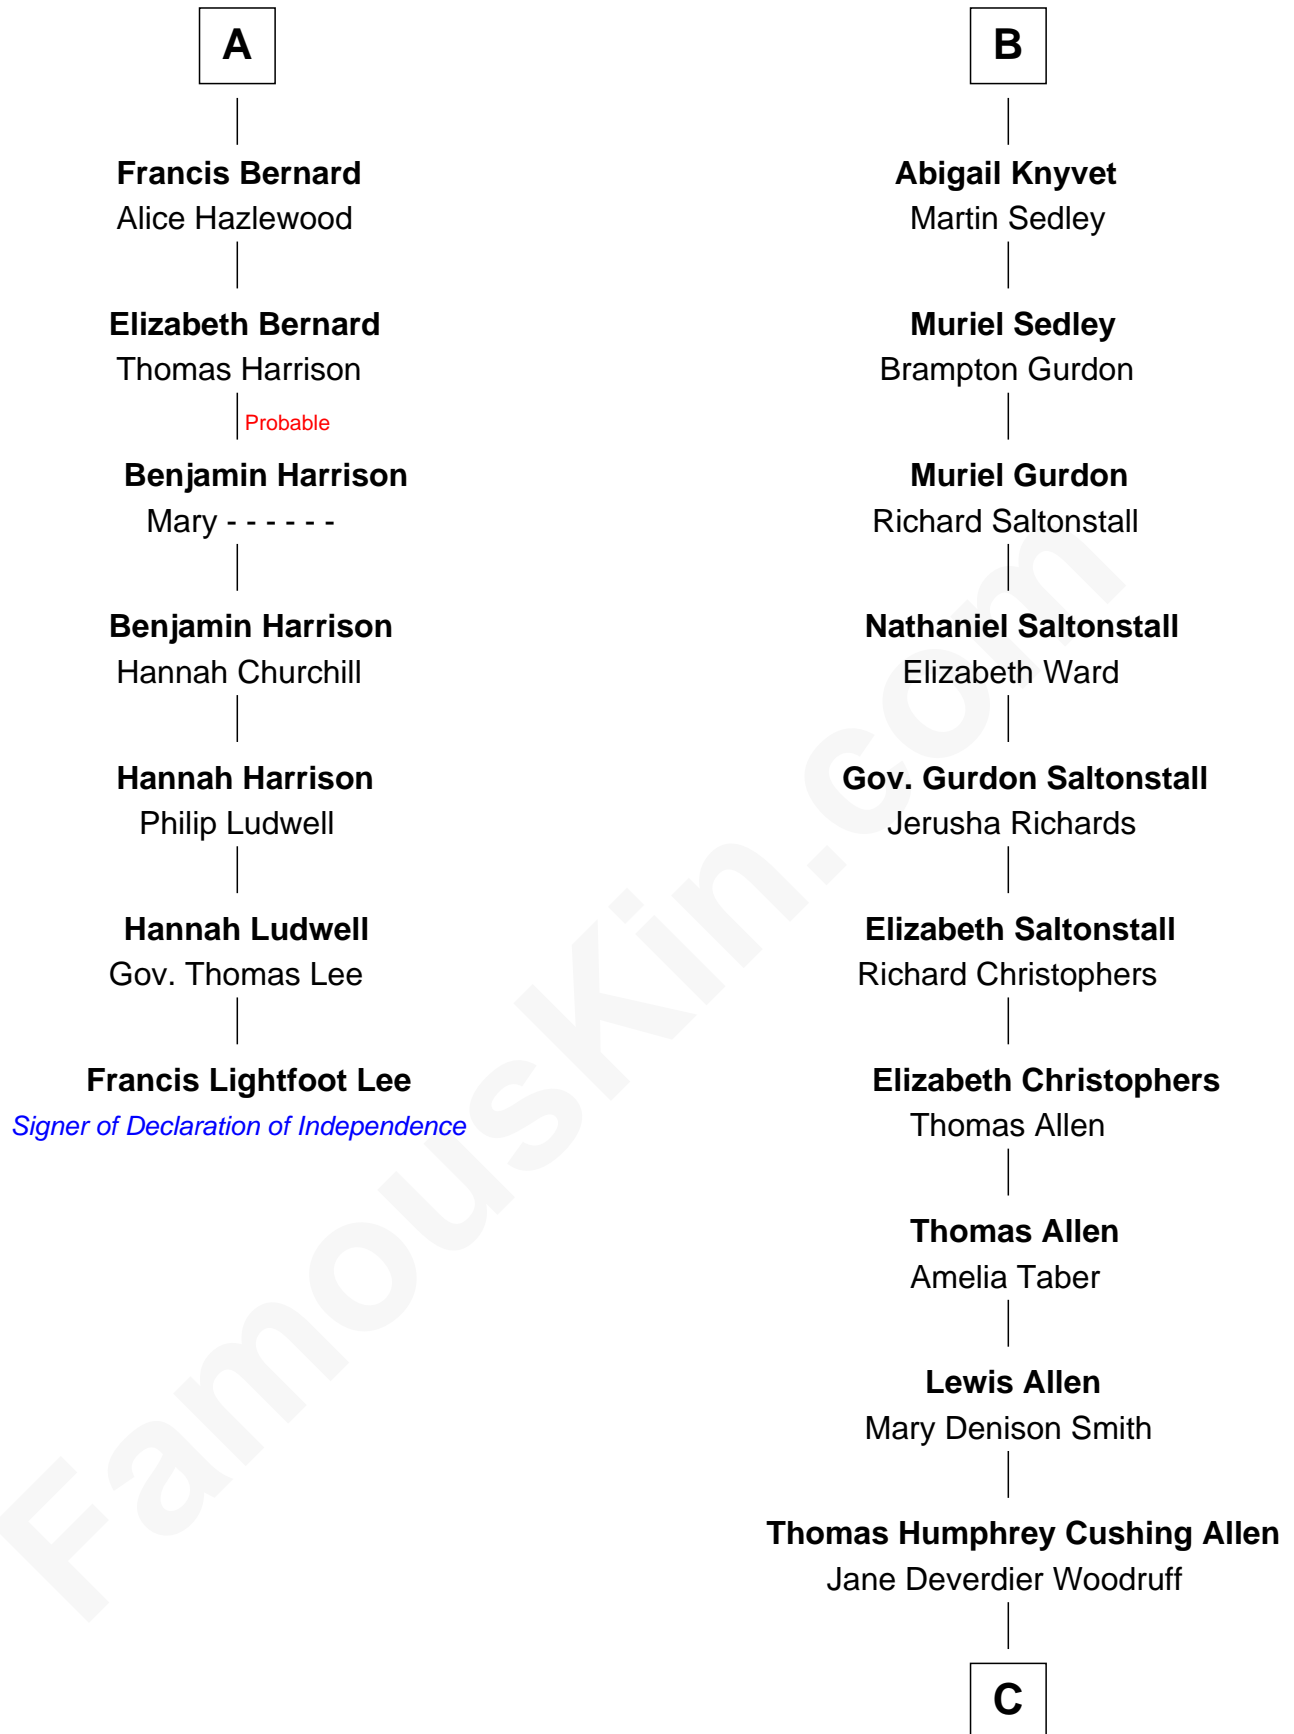 A
Francis Bernard
Alice Hazlewood
Elizabeth Bernard
Thomas Harrison
Probable
Benjamin Harrison
Mary - - - - - -
Benjamin Harrison
Hannah Churchill
Hannah Harrison
Philip Ludwell
Hannah Ludwell
Gov. Thomas Lee
Francis Lightfoot Lee
Signer of Declaration of Independence
B
Abigail Knyvet
Martin Sedley
Muriel Sedley
Brampton Gurdon
Muriel Gurdon
Richard Saltonstall
Nathaniel Saltonstall
Elizabeth Ward
Gov. Gurdon Saltonstall
Jerusha Richards
Elizabeth Saltonstall
Richard Christophers
Elizabeth Christophers
Thomas Allen
Thomas Allen
Amelia Taber
Lewis Allen
Mary Denison Smith
Thomas Humphrey Cushing Allen
Jane Deverdier Woodruff
C
FamousKin.com